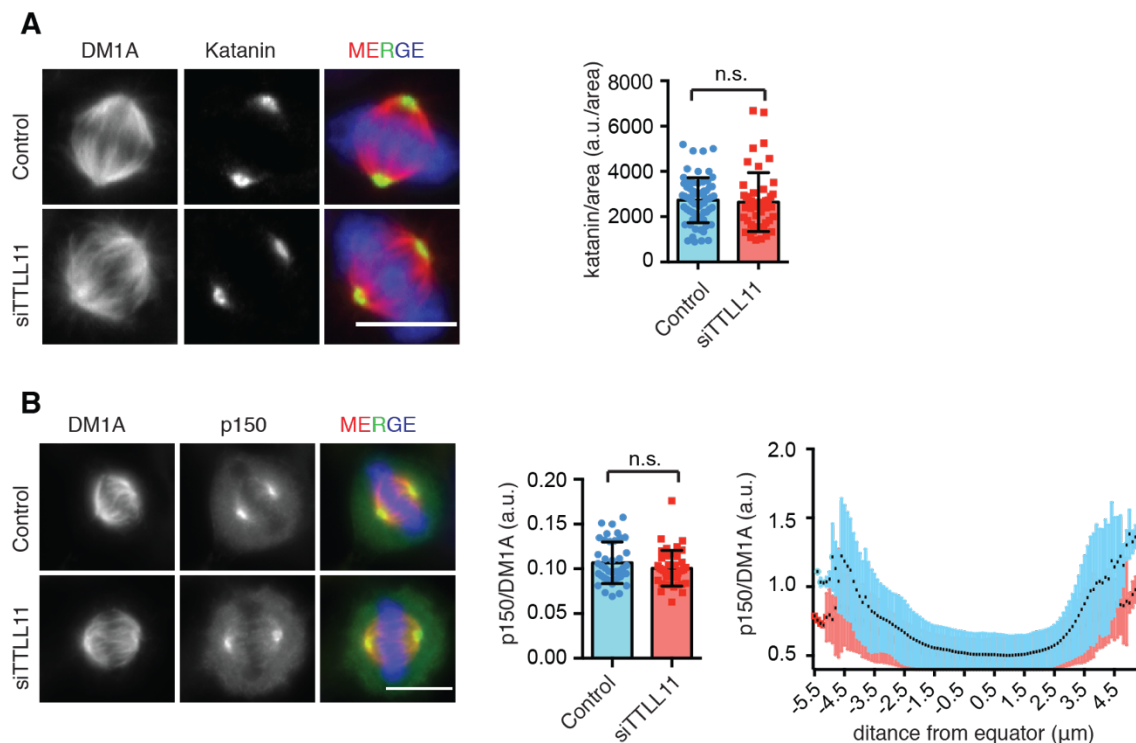 A
DM1A Katanin MERGE
Control
siTTLL11
katanin/area (a.u./area)
n.s.
8000
6000
4000
2000
0
Control
siTTLL11
B
DM1A p150 MERGE
Control
siTTLL11
p150/DM1A (a.u.)
n.s.
0.20
0.15
0.10
0.05
0.00
Control
siTTLL11
p150/DM1A (a.u.)
2.0
1.5
1.0
0.5
-5.5 -4.5 -3.5 -2.5 -1.5 -0.5 0.5 1.5 2.5 3.5 4.5
ditance from equator (μm)